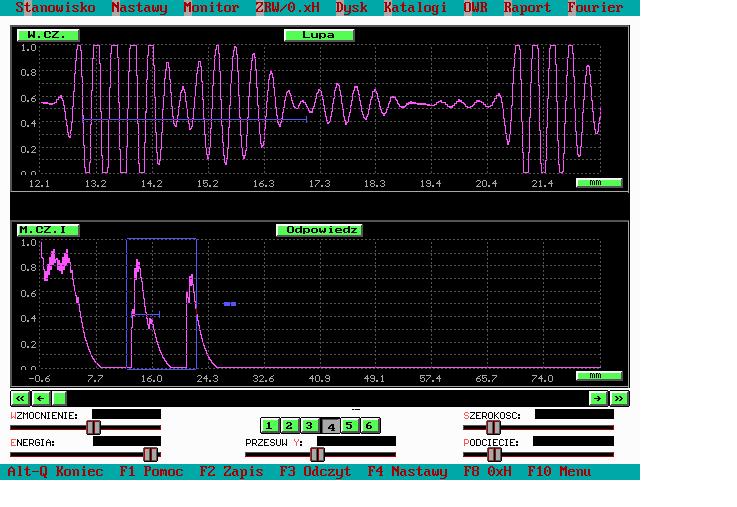 Stanowisko Nastawy Monitor ZRW/0.xH Dysk Katalogi OWR Raport Fourier
W.CZ. Lupa
1.0
0.8
0.6
0.4
0.2
0.0
12.1 13.2 14.2 15.2 16.3 17.3 18.3 19.4 20.4 21.4 mm
M.CZ.I Odpowiedz
1.0
0.8
0.6
0.4
0.2
0.0
-0.6 7.7 16.0 24.3 32.6 40.9 49.1 57.4 65.7 74.0 mm
WZMOCNIENIE: SZEROKOSC:
1 2 3 4 5 6
ENERGIA: PRZESUW Y: PODCIECIE:
Alt-Q Koniec F1 Pomoc F2 Zapis F3 Odczyt F4 Nastawy F8 0xH F10 Menu